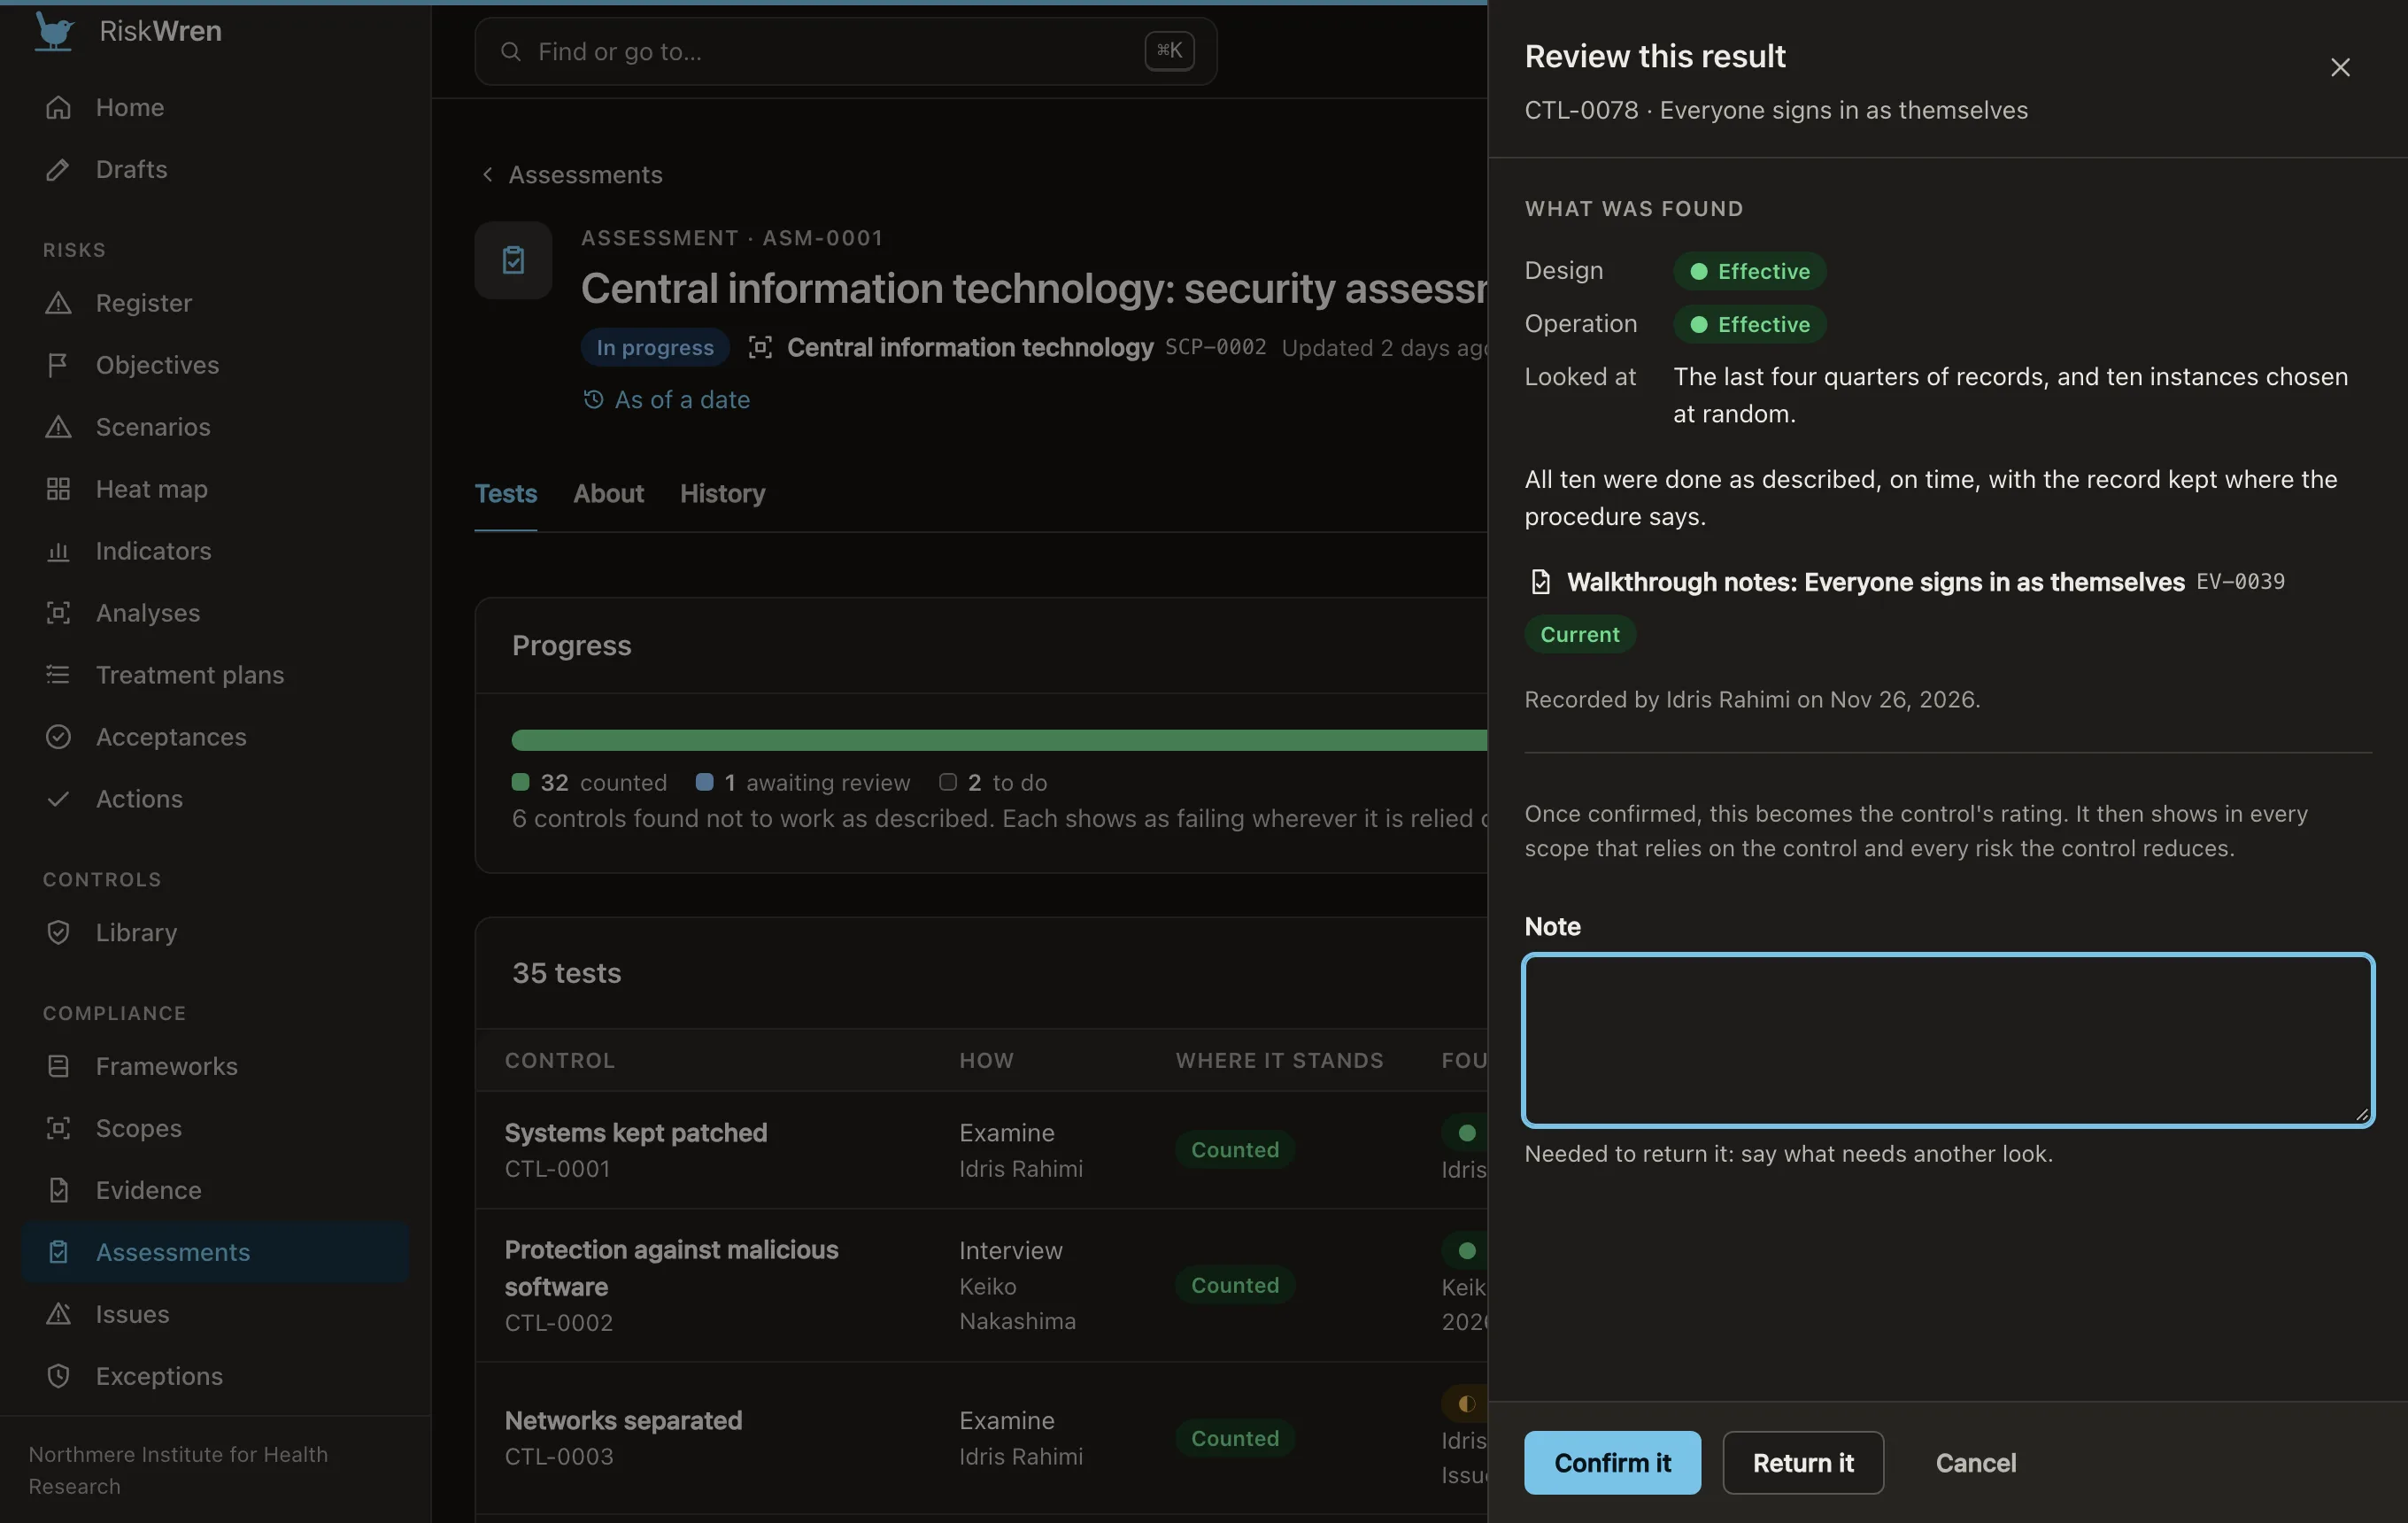 RiskWren
Home
Drafts
RISKS
Register
Objectives
Scenarios
Heat map
Indicators
Analyses
Treatment plans
Acceptances
Actions
CONTROLS
Library
COMPLIANCE
Frameworks
Scopes
Evidence
Assessments
Issues
Exceptions
Northmere Institute for Health
Research
Find or go to...
⌘K
Assessments
ASSESSMENT · ASM-0001
Central information technology: security
In progress
Central information technology SCP-0002 Updated 2 days
As of a date
Tests About History
Progress
32 counted 1 awaiting review 2 to do
6 controls found not to work as described. Each shows as failing wherever it is relied
35 tests
CONTROL HOW WHERE IT STANDS
Systems kept patched
CTL-0001
Examine
Idris Rahimi
Counted
Idris
Protection against malicious
software
CTL-0002
Interview
Keiko
Nakashima
Counted
Networks separated
CTL-0003
Examine
Idris Rahimi
Counted
Idris
Review this result
CTL-0078 · Everyone signs in as themselves
WHAT WAS FOUND
Design Effective
Operation Effective
Looked at The last four quarters of records, and ten instances chosen
at random.
All ten were done as described, on time, with the record kept where the
procedure says.
Walkthrough notes: Everyone signs in as themselves EV-0039
Current
Recorded by Idris Rahimi on Nov 26, 2026.
Once confirmed, this becomes the control's rating. It then shows in every
scope that relies on the control and every risk the control reduces.
Note
Needed to return it: say what needs another look.
Confirm it Return it Cancel